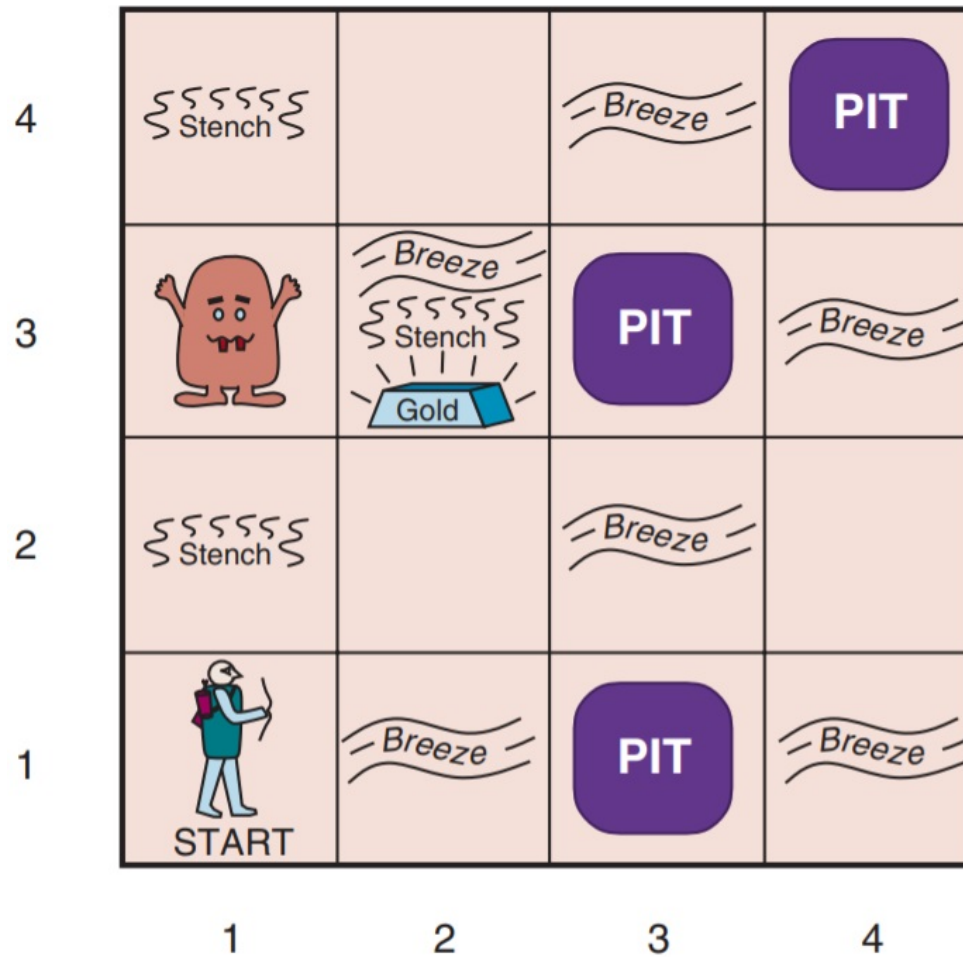 4
Stench
Breeze
PIT
3
Breeze
Stench
Gold
PIT
Breeze
2
Stench
Breeze
1
START
Breeze
PIT
Breeze
1 2 3 4